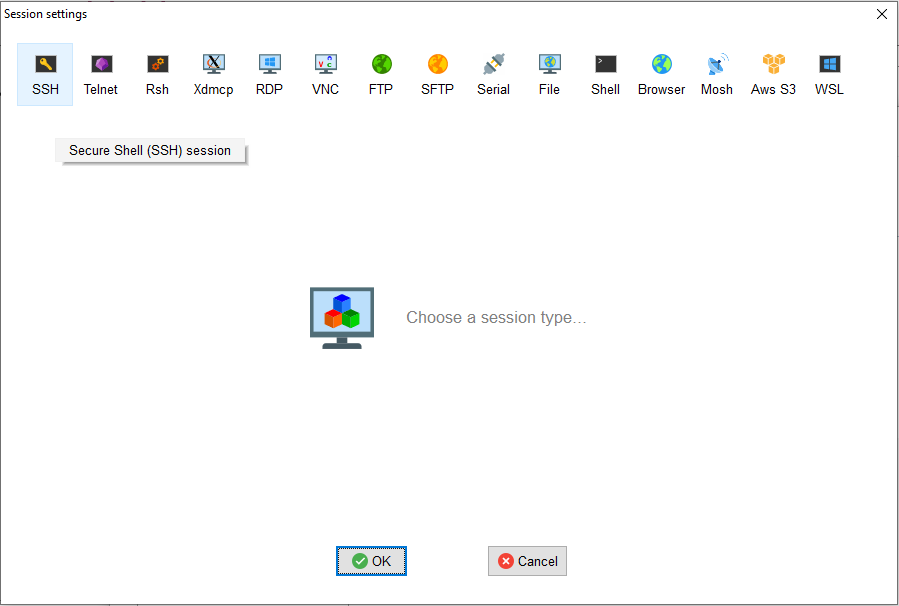 Session settings
SSH Telnet Rsh Xdmcp RDP VNC FTP SFTP Serial File Shell Browser Mosh Aws S3 WSL
Secure Shell (SSH) session
Choose a session type...
OK Cancel